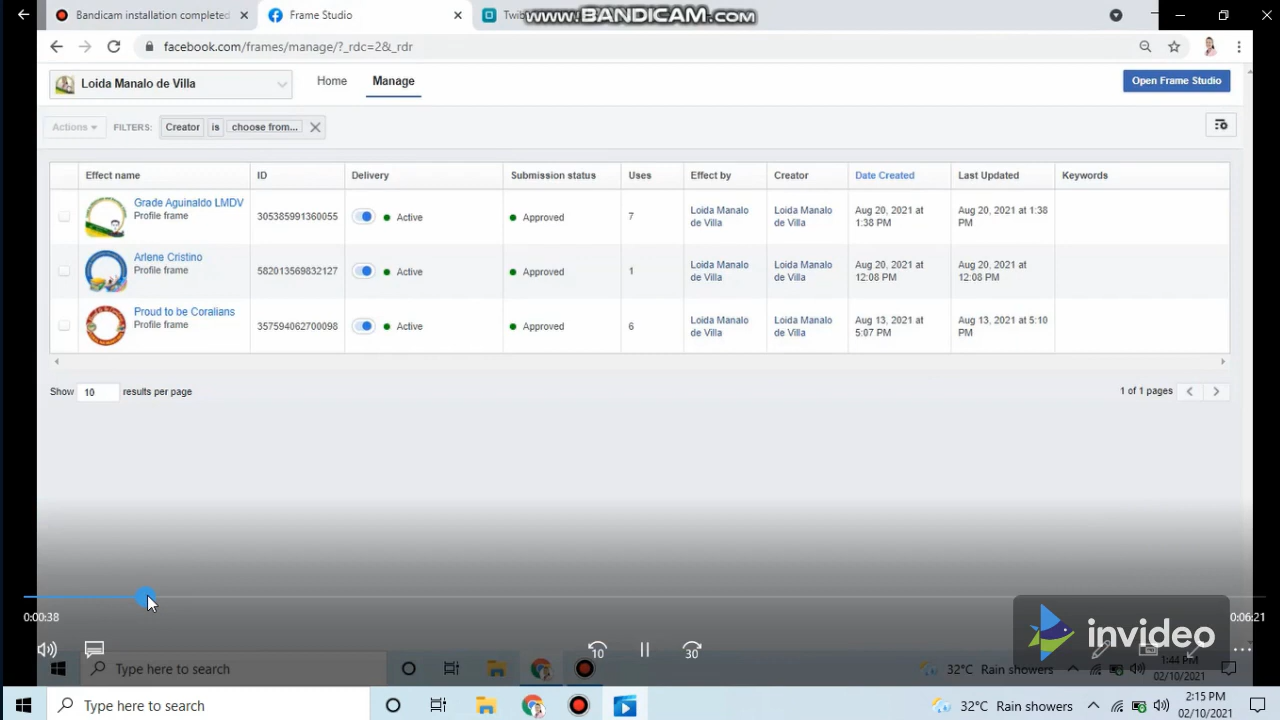 Bandicam installation completed
Frame Studio
Twib
www.BANDICAM.com
facebook.com/frames/manage/?_rdc=2&_rdr
Loida Manalo de Villa
Home
Manage
Open Frame Studio
Actions
FILTERS:
Creator
is
choose from...
Effect name
ID
Delivery
Submission status
Uses
Effect by
Creator
Date Created
Last Updated
Keywords
Grade Aguinaldo LMDV
Profile frame
305385991360055
Active
Approved
7
Loida Manalo
de Villa
Loida Manalo
de Villa
Aug 20, 2021 at
1:38 PM
Aug 20, 2021 at 1:38
PM
Arlene Cristino
Profile frame
582013569832127
Active
Approved
1
Loida Manalo
de Villa
Loida Manalo
de Villa
Aug 20, 2021 at
12:08 PM
Aug 20, 2021 at
12:08 PM
Proud to be Coralians
Profile frame
357594062700098
Active
Approved
6
Loida Manalo
de Villa
Loida Manalo
de Villa
Aug 13, 2021 at
5:07 PM
Aug 13, 2021 at 5:10
PM
Show 10 results per page
1 of 1 pages
0:00:38
0:06:21
invideo
10
30
Type here to search
32°C Rain showers
1:44 PM
02/10/2021
Type here to search
32°C Rain showers
2:15 PM
02/10/2021